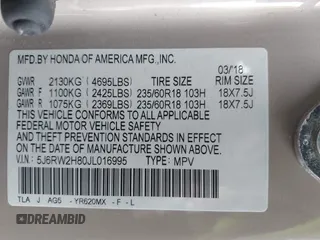 MFD.BY HONDA OF AMERICA MFG.,INC.
03/18
GVWR 2130KG (4695LBS) TIRE SIZE RIM SIZE
GAWR F 1100KG (2425LBS) 235/60R18 103H 18X7.5J
GAWR R 1075KG (2369LBS) 235/60R18 103H 18X7.5J
THIS VEHICLE CONFORMS TO ALL APPLICABLE
FEDERAL MOTOR VEHICLE SAFETY, BUMPER,
AND THEFT PREVENTION STANDARDS IN EFFECT
ON THE DATE OF MANUFACTURE SHOWN ABOVE.
V.I.N: 5J6RW2H80JL016995 TYPE: MPV
TLA J AG5 - YR620MX - F - L
© BIDFAMILY